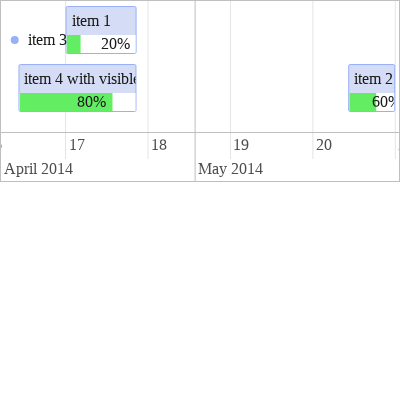 item 1
item 3
20%
item 4 with visible
item 2
80%
60%
17 18 19 20
April 2014 May 2014